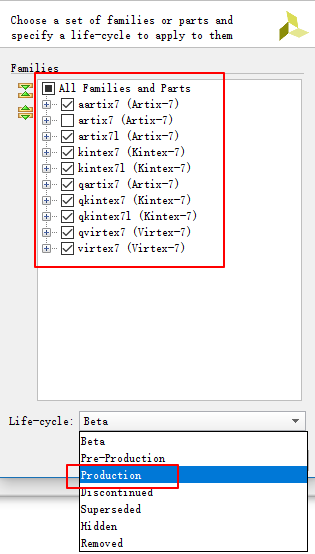 Choose a set of families or parts and
specify a life-cycle to apply to them
Families
All Families and Parts
aartix7 (Artix-7)
artix7 (Artix-7)
artix7l (Artix-7)
kintex7 (Kintex-7)
kintex7l (Kintex-7)
qartix7 (Artix-7)
qkintex7 (Kintex-7)
qkintex7l (Kintex-7)
qvirtex7 (Virtex-7)
virtex7 (Virtex-7)
Life-cycle: Beta
Beta
Pre-Production
Production
Discontinued
Superseded
Hidden
Removed